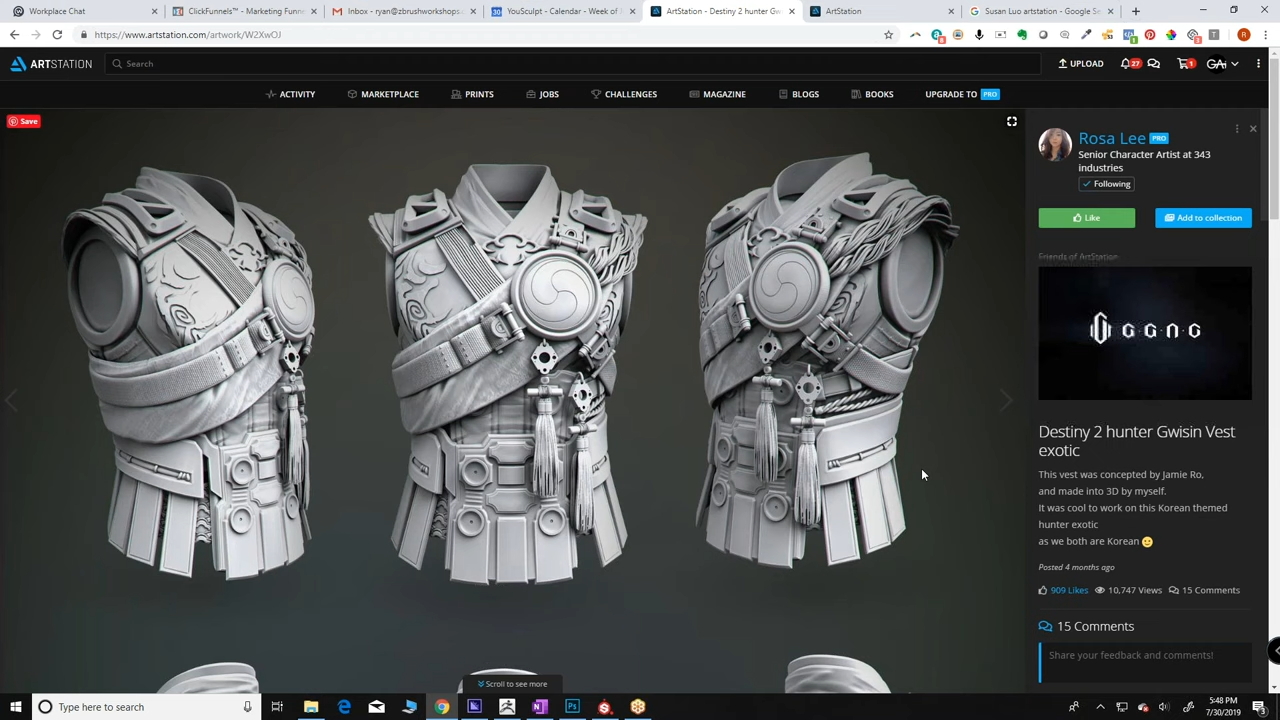 Workplace Chat
ClickFunnels™ - Marketing Funne
Inbox - ryan@zbrushworkshops.
YouSculpt - Calendar - Week of J
ArtStation - Destiny 2 hunter Gw
ArtStation
Susan Luo artstation - Google Se
https://www.artstation.com/artwork/W2XwOJ
ARTSTATION
Search
UPLOAD
27
1
ACTIVITY
MARKETPLACE
PRINTS
JOBS
CHALLENGES
MAGAZINE
BLOGS
BOOKS
UPGRADE TO PRO
Save
Rosa Lee PRO
Senior Character Artist at 343
industries
Following
Like
Add to collection
Friends of ArtStation
GGNG
Destiny 2 hunter Gwisin Vest
exotic
This vest was concepted by Jamie Ro,
and made into 3D by myself.
It was cool to work on this Korean themed
hunter exotic
as we both are Korean
Posted 4 months ago
909 Likes
10,747 Views
15 Comments
15 Comments
Share your feedback and comments!
Scroll to see more
Type here to search
5:48 PM
7/30/2019